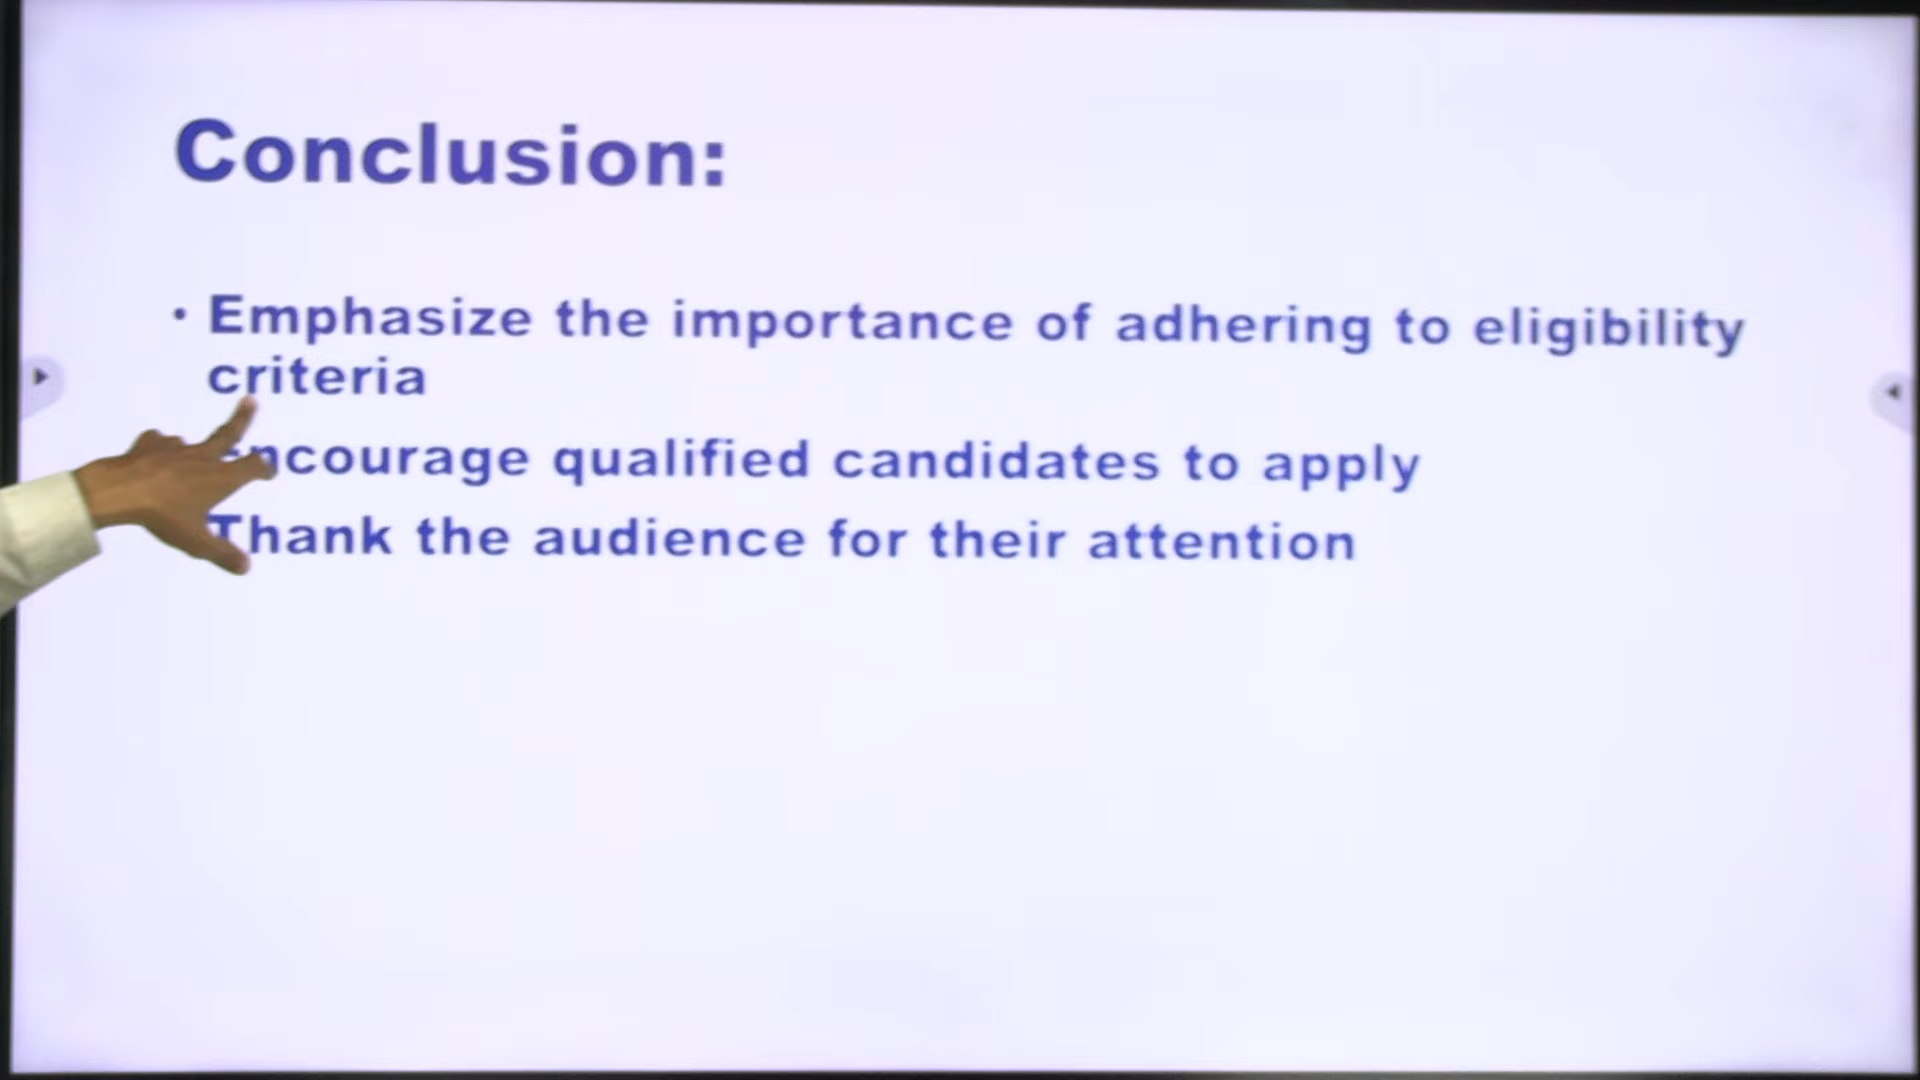 Conclusion:
• Emphasize the importance of adhering to eligibility
criteria
Encourage qualified candidates to apply
Thank the audience for their attention